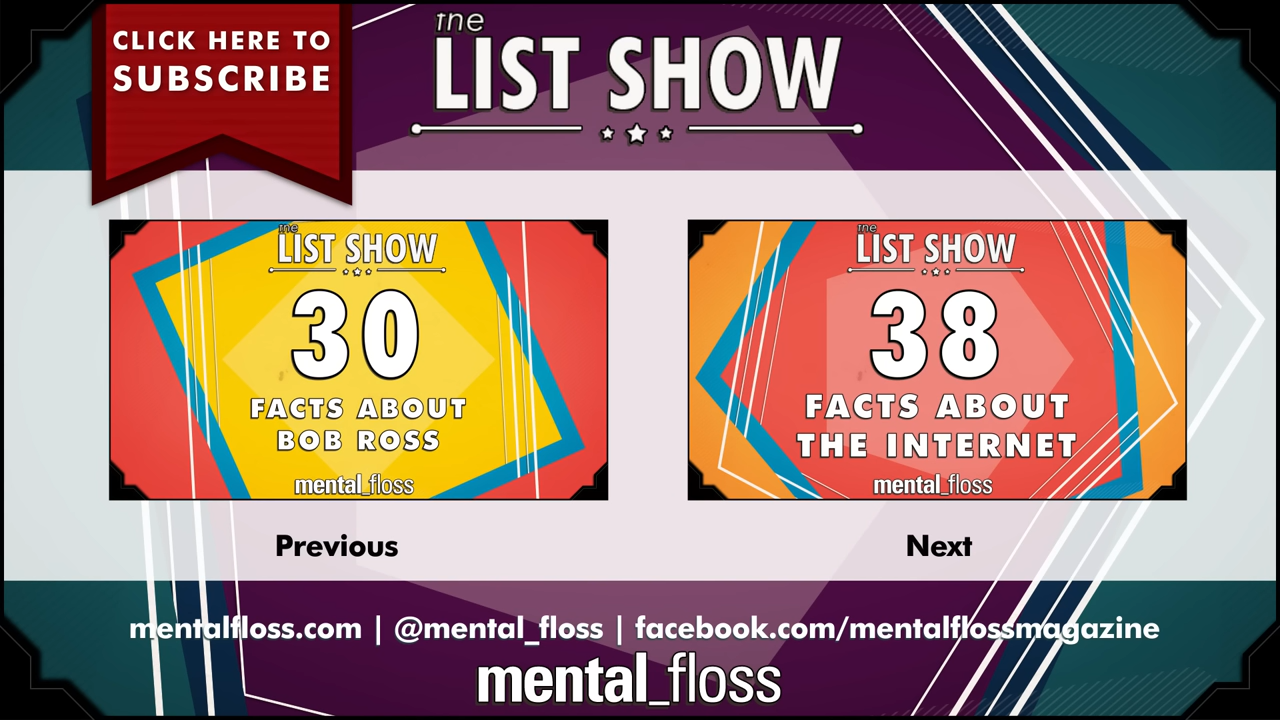 CLICK HERE TO
SUBSCRIBE
the
LIST SHOW
the
LIST SHOW
30
FACTS ABOUT
BOB ROSS
mental_floss
Previous
the
LIST SHOW
38
FACTS ABOUT
THE INTERNET
mental_floss
Next
mentalfloss.com | @mental_floss | facebook.com/mentalflossmagazine
mental_floss